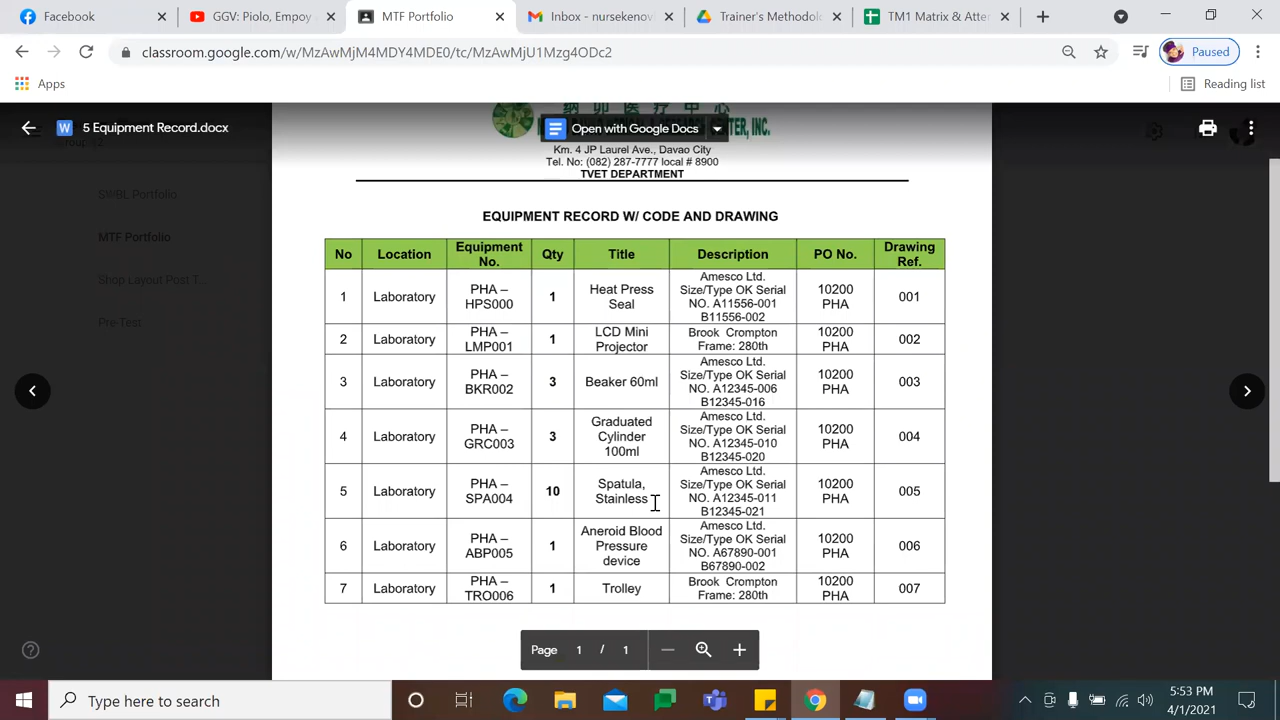 Facebook
GGV: Piolo, Empoy
MTF Portfolio
Inbox - nursekenov
Trainer's Methodol
TM1 Matrix & Atter
classroom.google.com/w/MzAwMjM4MDY4MDE0/tc/MzAwMjU1Mzg4ODc2
Paused
Apps
Reading list
5 Equipment Record.docx
Open with Google Docs
纳卯医疗中心
CENTER, INC.
Km. 4 JP Laurel Ave., Davao City
Tel. No: (082) 287-7777 local # 8900
TVET DEPARTMENT
SWBL Portfolio
MTF Portfolio
Shop Layout Post T...
Pre-Test
EQUIPMENT RECORD W/ CODE AND DRAWING
No Location Equipment No. Qty Title Description PO No. Drawing Ref.
1 Laboratory PHA – HPS000 1 Heat Press Seal Amesco Ltd. Size/Type OK Serial NO. A11556-001 B11556-002 10200 PHA 001
2 Laboratory PHA – LMP001 1 LCD Mini Projector Brook Crompton Frame: 280th 10200 PHA 002
3 Laboratory PHA – BKR002 3 Beaker 60ml Amesco Ltd. Size/Type OK Serial NO. A12345-006 B12345-016 10200 PHA 003
4 Laboratory PHA – GRC003 3 Graduated Cylinder 100ml Amesco Ltd. Size/Type OK Serial NO. A12345-010 B12345-020 10200 PHA 004
5 Laboratory PHA – SPA004 10 Spatula, Stainless Amesco Ltd. Size/Type OK Serial NO. A12345-011 B12345-021 10200 PHA 005
6 Laboratory PHA – ABP005 1 Aneroid Blood Pressure device Amesco Ltd. Size/Type OK Serial NO. A67890-001 B67890-002 10200 PHA 006
7 Laboratory PHA – TRO006 1 Trolley Brook Crompton Frame: 280th 10200 PHA 007
Page 1 / 1
Type here to search
5:53 PM
4/1/2021